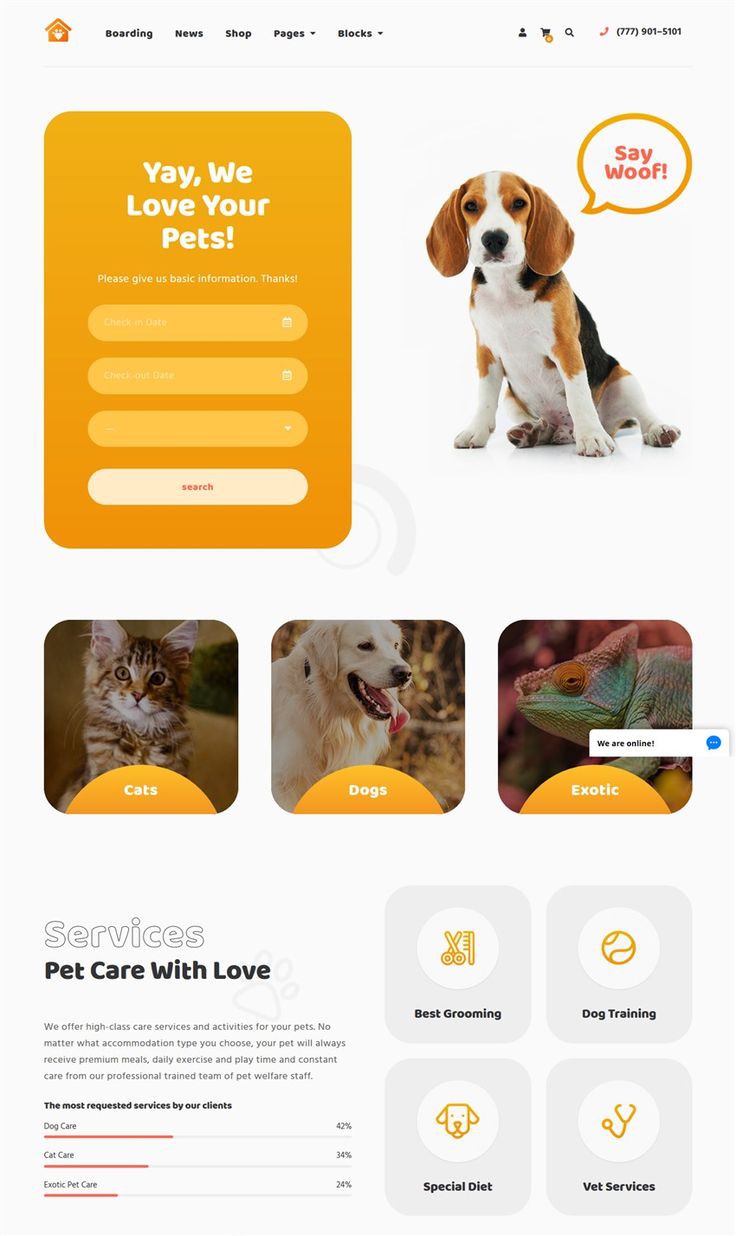 Boarding News Shop Pages Blocks (777) 901-5101
Yay, We
Love Your
Pets!
Please give us basic information. Thanks!
Check-in Date
Check-out Date
—
search
Say
Woof!
Cats
Dogs
Exotic
We are online!
Services
Pet Care With Love
We offer high-class care services and activities for your pets. No
matter what accommodation type you choose, your pet will always
receive premium meals, daily exercise and play time and constant
care from our professional trained team of pet welfare staff.
The most requested services by our clients
Dog Care 42%
Cat Care 34%
Exotic Pet Care 24%
Best Grooming
Dog Training
Special Diet
Vet Services